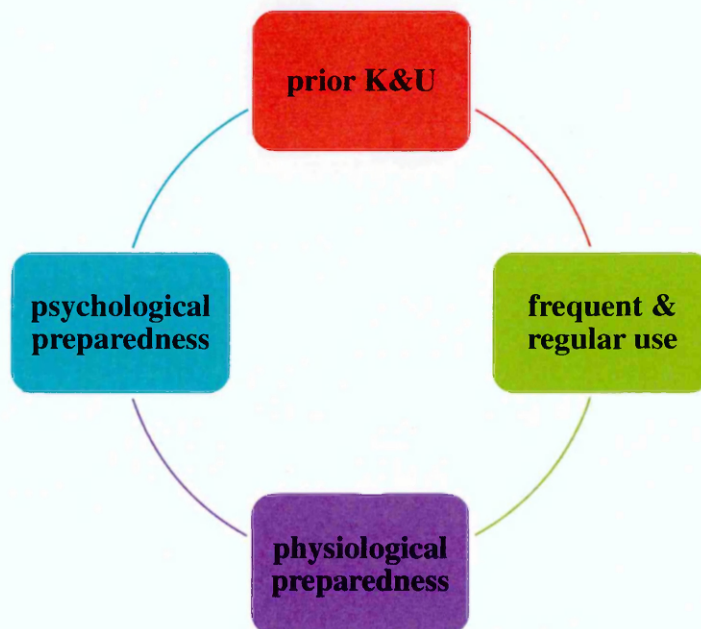 prior K&U
frequent &
regular use
physiological
preparedness
psychological
preparedness